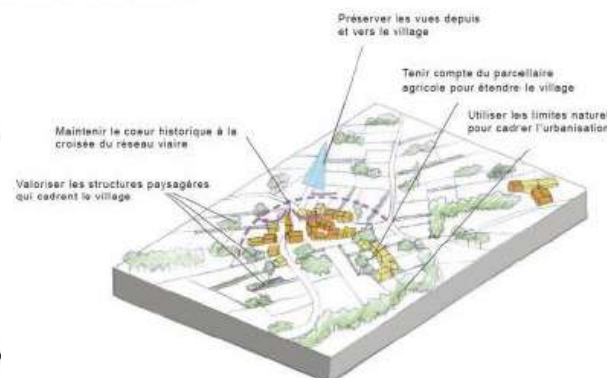 Préserver les vues depuis
et vers le village
Tenir compte du parcellaire
agricole pour étendre le village
Utiliser les limites nature
pour cadrer l'urbanisation
Maintenir le coeur historique à la
croisée du réseau viaire
Valoriser les structures paysagères
qui cadrent le village